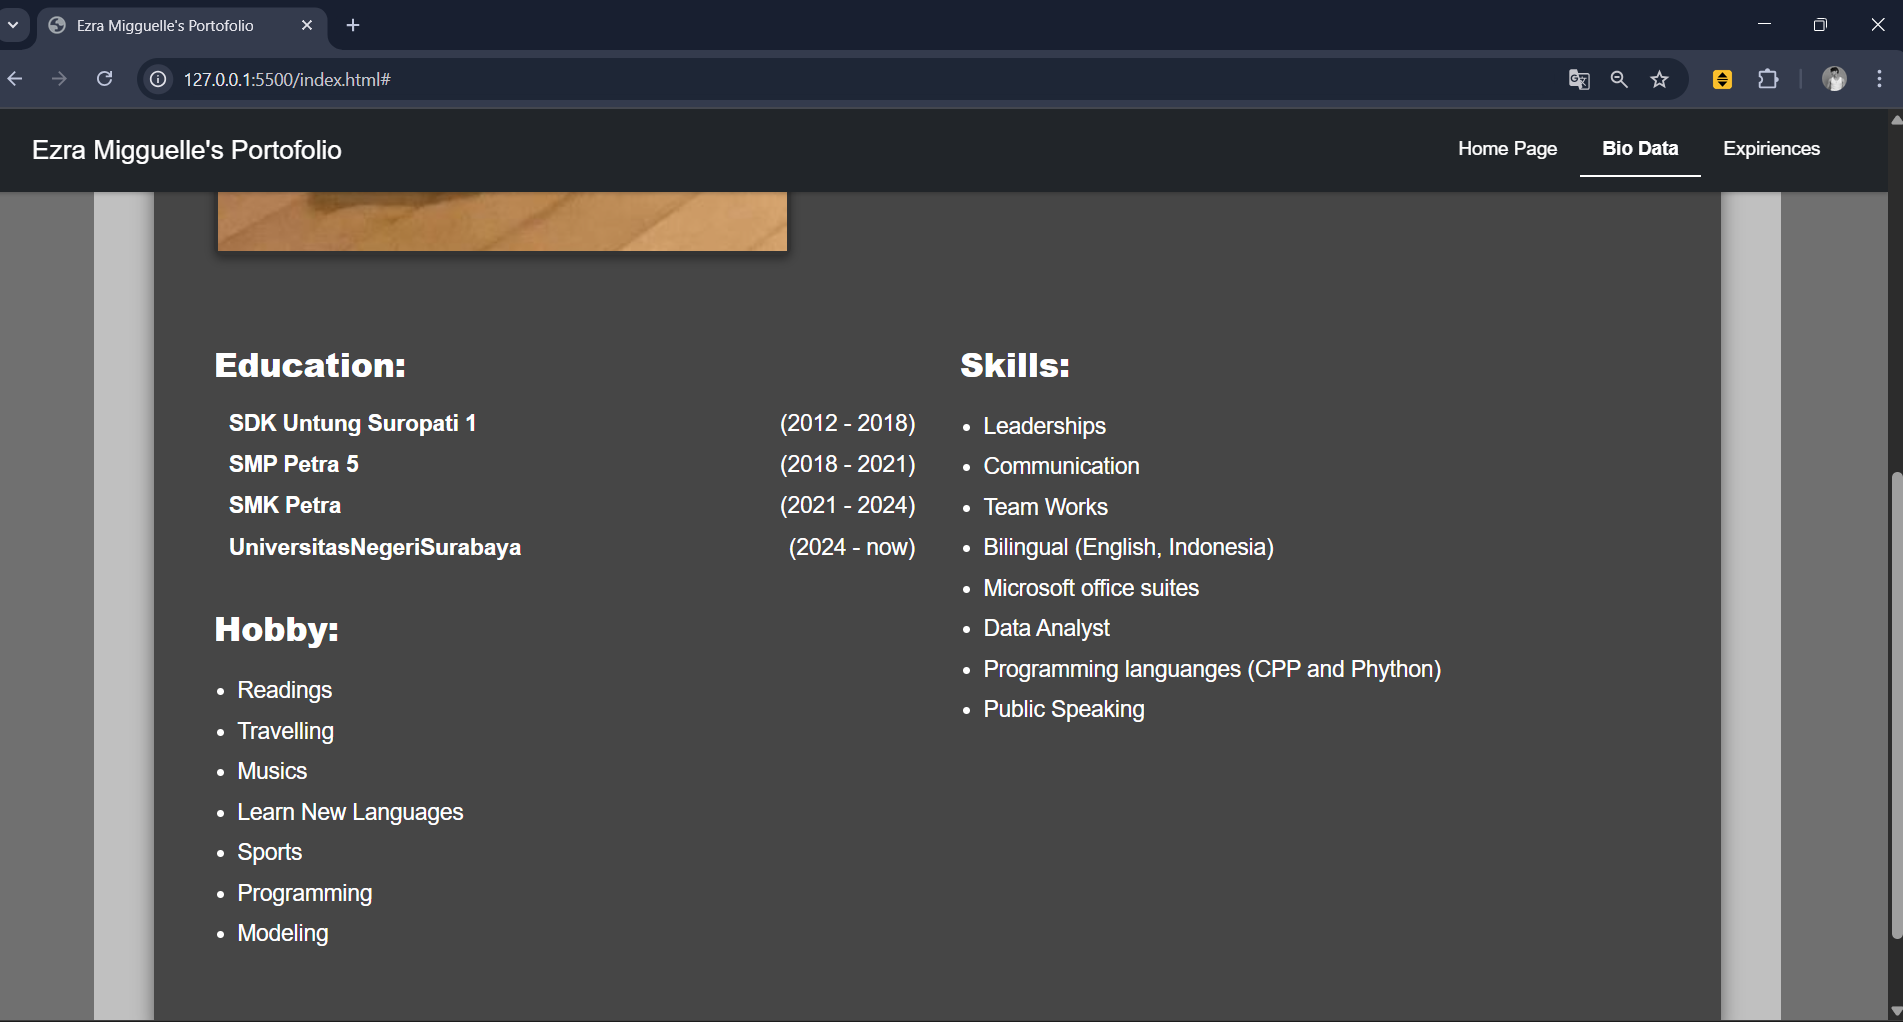 Ezra Migguelle's Portofolio
127.0.0.1:5500/index.html#
Ezra Migguelle's Portofolio
Home Page
Bio Data
Expiriences
Education:
SDK Untung Suropati 1 (2012 - 2018)
SMP Petra 5 (2018 - 2021)
SMK Petra (2021 - 2024)
UniversitasNegeriSurabaya (2024 - now)
Hobby:
Readings
Travelling
Musics
Learn New Languages
Sports
Programming
Modeling
Skills:
Leaderships
Communication
Team Works
Bilingual (English, Indonesia)
Microsoft office suites
Data Analyst
Programming languanges (CPP and Phython)
Public Speaking